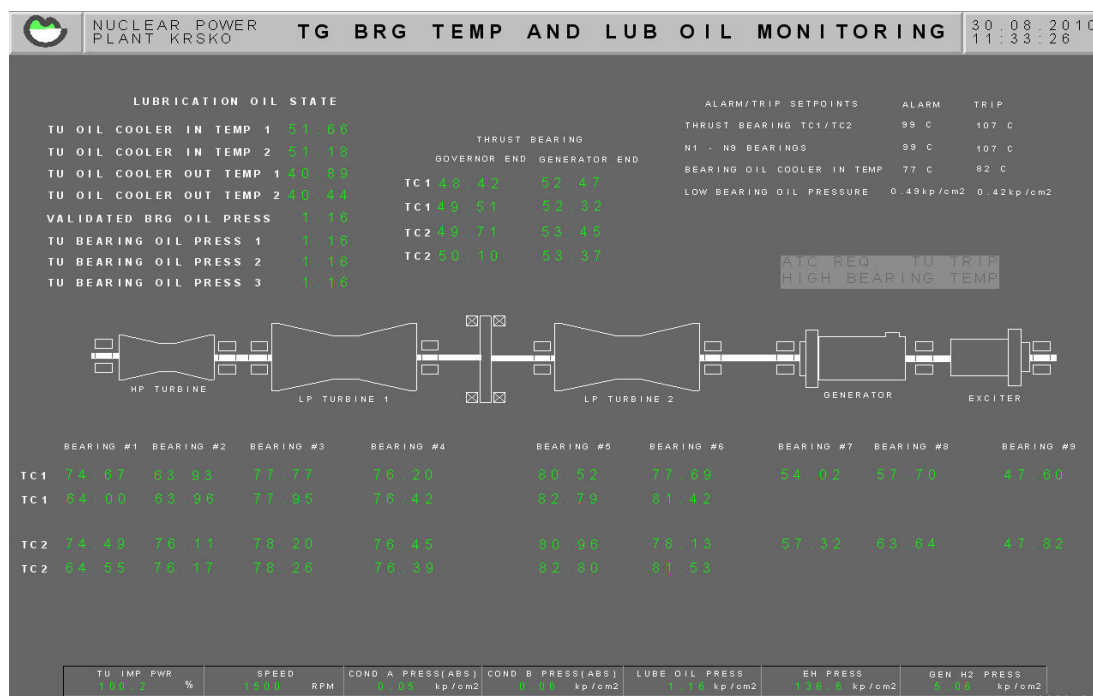 NUCLEAR POWER
PLANT KRSKO
TG BRG TEMP AND LUB OIL MONITORING
30.08.2010
11:33:26
LUBRICATION OIL STATE
TU OIL COOLER IN TEMP 1 51.66
TU OIL COOLER IN TEMP 2 51.18
TU OIL COOLER OUT TEMP 1 40.89
TU OIL COOLER OUT TEMP 2 40.44
VALIDATED BRG OIL PRESS 1.16
TU BEARING OIL PRESS 1 1.16
TU BEARING OIL PRESS 2 1.16
TU BEARING OIL PRESS 3 1.16
THRUST BEARING
GOVERNOR END GENERATOR END
TC1 48.42 52.47
TC1 49.51 52.32
TC2 49.71 53.45
TC2 50.10 53.37
ALARM/TRIP SETPOINTS ALARM TRIP
THRUST BEARING TC1/TC2 99 C 107 C
N1 - N9 BEARINGS 99 C 107 C
BEARING OIL COOLER IN TEMP 77 C 82 C
LOW BEARING OIL PRESSURE 0.49kp/cm2 0.42kp/cm2
ATC REQ. TU TRIP
HIGH BEARING TEMP
HP TURBINE
LP TURBINE 1
LP TURBINE 2
GENERATOR
EXCITER
BEARING #1 BEARING #2 BEARING #3 BEARING #4 BEARING #5 BEARING #6 BEARING #7 BEARING #8 BEARING #9
TC1 74.67 63.93 77.77 76.20 80.52 77.69 54.02 57.70 47.60
TC1 64.00 63.96 77.95 76.42 82.79 81.42
TC2 74.49 76.11 78.20 76.45 80.96 78.13 57.32 63.64 47.82
TC2 64.55 76.17 78.26 76.39 82.80 81.53
TU IMP PWR SPEED COND A PRESS(ABS) COND B PRESS(ABS) LUBE OIL PRESS EH PRESS GEN H2 PRESS
100.2 % 1500 RPM 0.05 kp/cm2 0.06 kp/cm2 1.16 kp/cm2 136.6 kp/cm2 5.06 kp/cm2